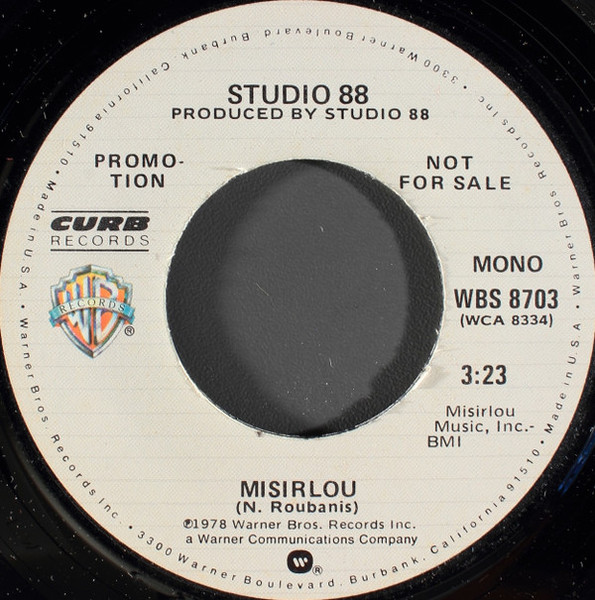 STUDIO 88
PRODUCED BY STUDIO 88
PROMO-
TION
NOT
FOR SALE
CURB
RECORDS
WB
RECORDS
®
MONO
WBS 8703
(WCA 8334)
3:23
Misirlou
Music, Inc.-
BMI
MISIRLOU
(N. Roubanis)
℗1978 Warner Bros. Records Inc.
a Warner Communications Company
W
®
3300 Warner Boulevard, Burbank, California 91510 • Made in U.S.A. • Warner Bros. Records Inc. • 3300 Warner Boulevard, Burbank, California 91510 • Made in U.S.A. • Warner Bros. Records Inc. •